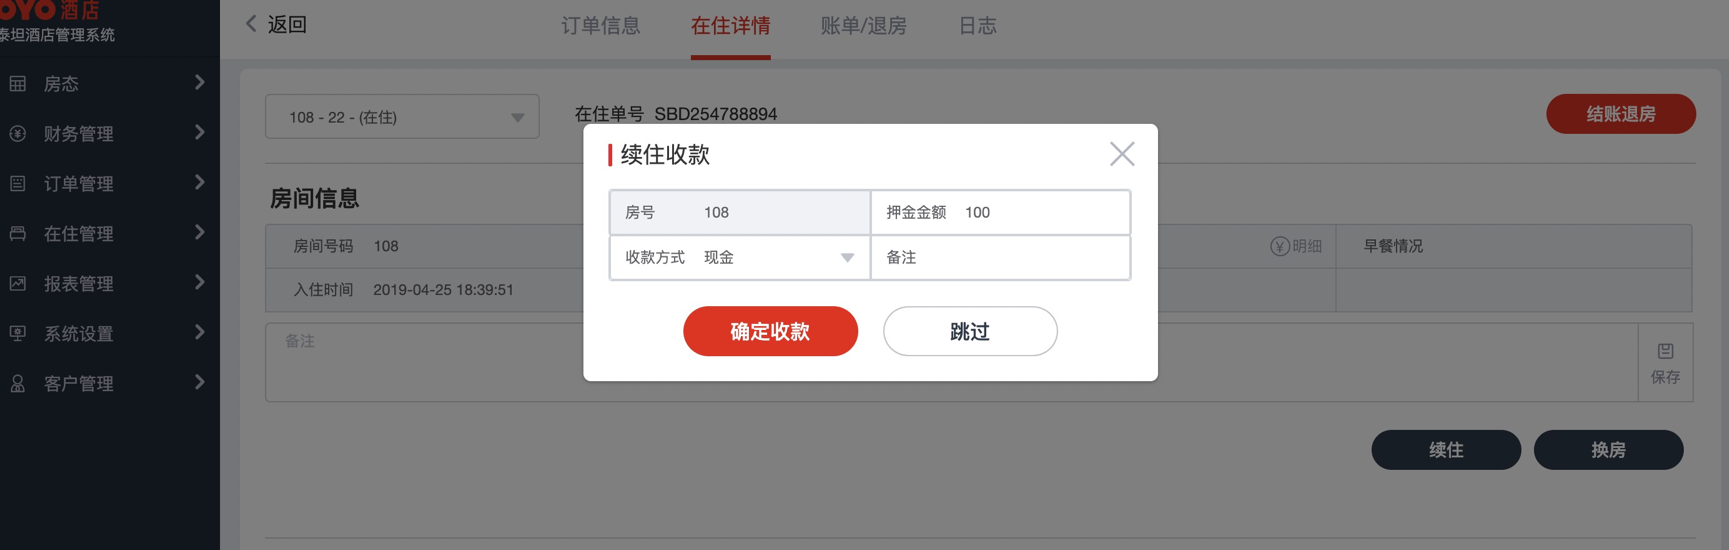 OYO 酒店
泰坦酒店管理系统
房态
财务管理
订单管理
在住管理
报表管理
系统设置
客户管理
返回
订单信息
在住详情
账单/退房
日志
108 - 22 - (在住)
在住单号 SBD254788894
结账退房
房间信息
房间号码 108
明细
早餐情况
入住时间 2019-04-25 18:39:51
备注
保存
续住
换房
续住收款
房号 108
押金金额 100
收款方式 现金
备注
确定收款
跳过